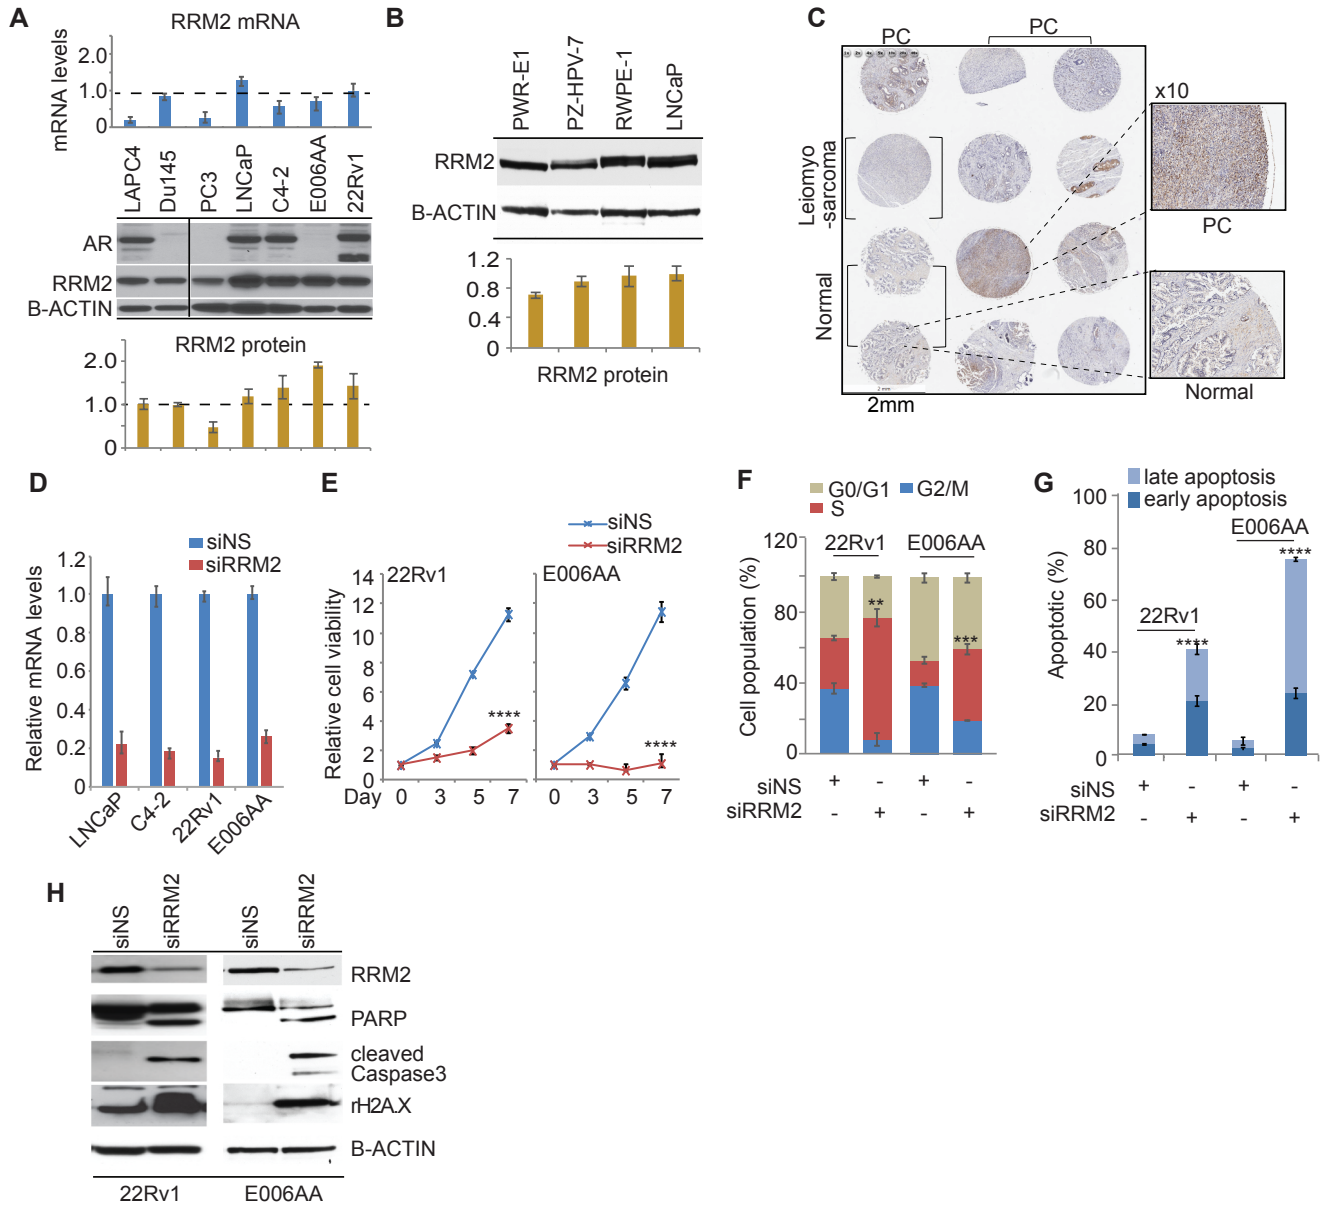 A
RRM2 mRNA
mRNA levels
2.0
1.0
0
LAPC4
Du145
PC3
LNCaP
C4-2
E006AA
22Rv1
AR
RRM2
B-ACTIN
RRM2 protein
2.0
1.0
0
B
PWR-E1
PZ-HPV-7
RWPE-1
LNCaP
RRM2
B-ACTIN
1.2
0.8
0.4
0
RRM2 protein
C
PC
PC
Leiomyo
-sarcoma
Normal
2 mm
2mm
x10
PC
Normal
D
siNS
siRRM2
Relative mRNA levels
1.2
1.0
0.8
0.6
0.4
0.2
0
LNCaP
C4-2
22Rv1
E006AA
E
siNS
siRRM2
Relative cell viability
14
12
10
8
6
4
2
0
22Rv1
E006AA
****
****
Day 0 3 5 7 0 3 5 7
F
G0/G1 G2/M
S
Cell population (%)
120
80
40
0
22Rv1
E006AA
**
***
siNS + - + -
siRRM2 - + - +
G
late apoptosis
early apoptosis
Apoptotic (%)
100
80
60
40
20
0
22Rv1
E006AA
****
****
siNS + - + -
siRRM2 - + - +
H
siNS
siRRM2
siNS
siRRM2
RRM2
PARP
cleaved
Caspase3
rH2A.X
B-ACTIN
22Rv1
E006AA